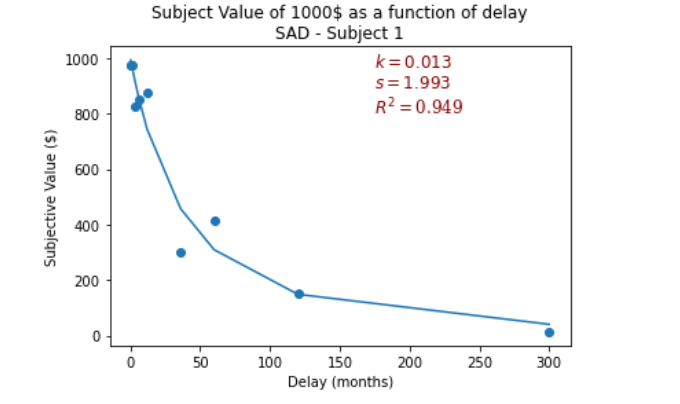 Subject Value of 1000$ as a function of delay
SAD - Subject 1
k = 0.013
s = 1.993
R² = 0.949
Subjective Value ($)
1000
800
600
400
200
0
0 50 100 150 200 250 300
Delay (months)